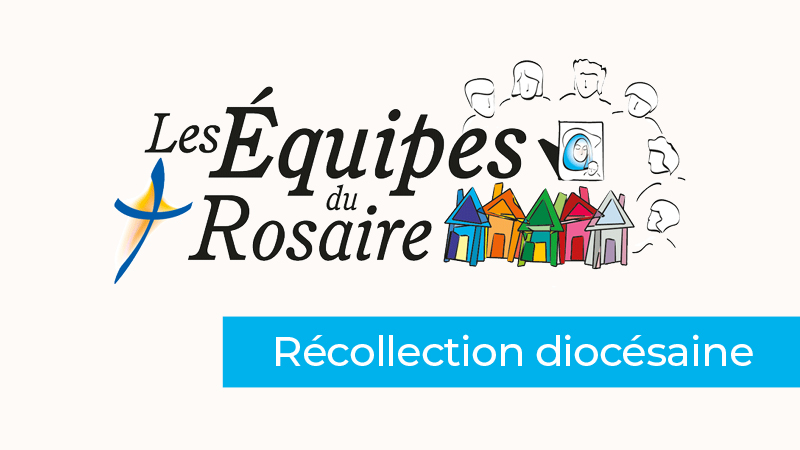 Les Équipes
du
Rosaire
Récollection diocésaine